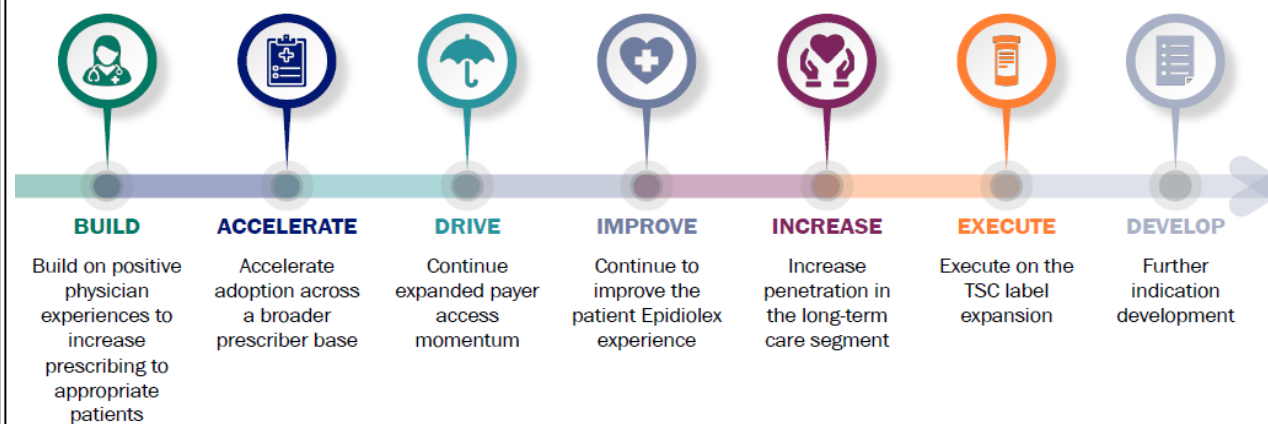 BUILD
Build on positive
physician
experiences to
increase
prescribing to
appropriate
patients
ACCELERATE
Accelerate
adoption across
a broader
prescriber base
DRIVE
Continue
expanded payer
access
momentum
IMPROVE
Continue to
improve the
patient Epidiolex
experience
INCREASE
Increase
penetration in
the long-term
care segment
EXECUTE
Execute on the
TSC label
expansion
DEVELOP
Further
indication
development